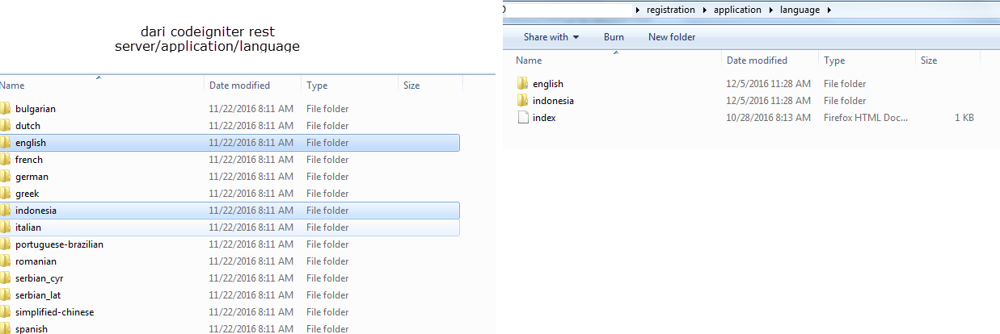 dari codeigniter rest
server/application/language
Name Date modified Type Size
bulgarian 11/22/2016 8:11 AM File folder
dutch 11/22/2016 8:11 AM File folder
english 11/22/2016 8:11 AM File folder
french 11/22/2016 8:11 AM File folder
german 11/22/2016 8:11 AM File folder
greek 11/22/2016 8:11 AM File folder
indonesia 11/22/2016 8:11 AM File folder
italian 11/22/2016 8:11 AM File folder
portuguese-brazilian 11/22/2016 8:11 AM File folder
romanian 11/22/2016 8:11 AM File folder
serbian_cyr 11/22/2016 8:11 AM File folder
serbian_lat 11/22/2016 8:11 AM File folder
simplified-chinese 11/22/2016 8:11 AM File folder
spanish 11/22/2016 8:11 AM File folder
registration application language
Share with Burn New folder
Name Date modified Type Size
english 12/5/2016 11:28 AM File folder
indonesia 12/5/2016 11:28 AM File folder
index 10/28/2016 8:13 AM Firefox HTML Doc... 1 KB